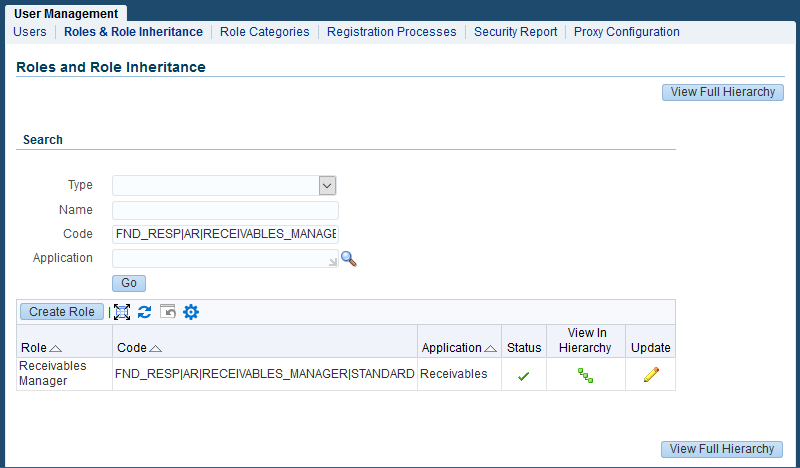 User Management
Users Roles & Role Inheritance Role Categories Registration Processes Security Report Proxy Configuration
Roles and Role Inheritance
View Full Hierarchy
Search
Type
Name
Code FND_RESP|AR|RECEIVABLES_MANAGE
Application
Go
Create Role
Role Code Application Status View In Hierarchy Update
Receivables Manager FND_RESP|AR|RECEIVABLES_MANAGER|STANDARD Receivables
View Full Hierarchy